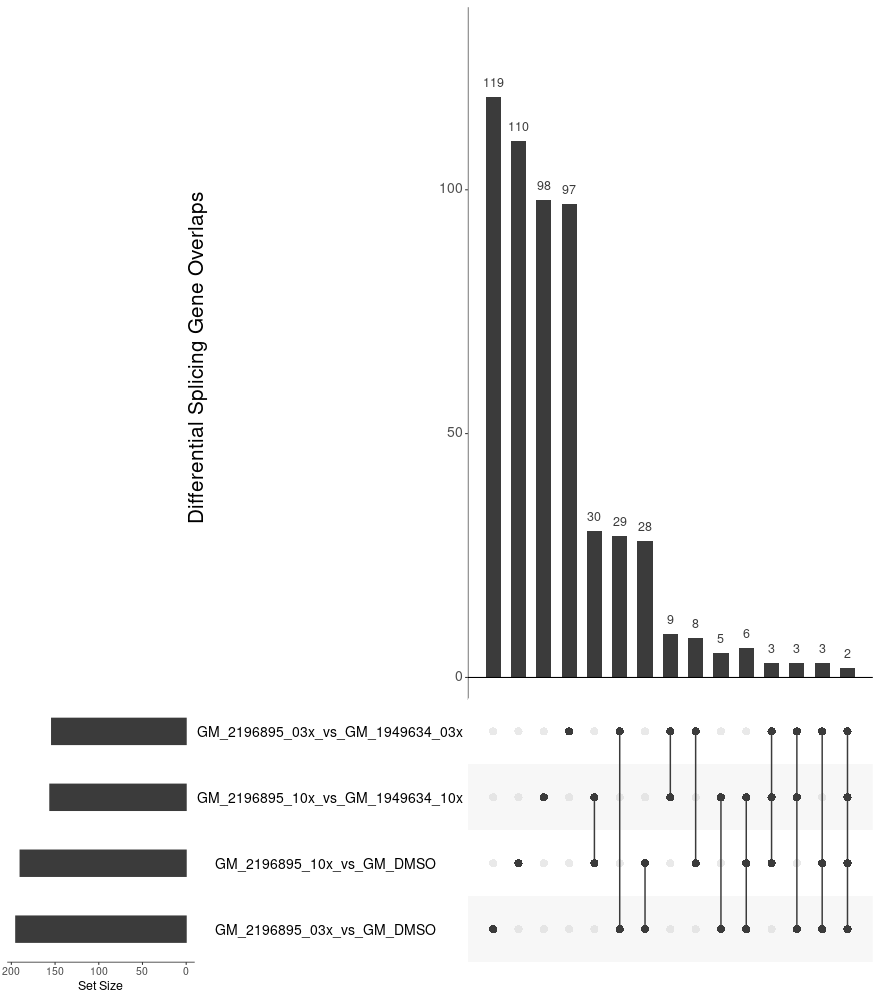 119
110
98
97
30
29
28
9
8
5
6
3
3
3
2
100
50
0
Differential Splicing Gene Overlaps
GM_2196895_03x_vs_GM_1949634_03x
GM_2196895_10x_vs_GM_1949634_10x
GM_2196895_10x_vs_GM_DMSO
GM_2196895_03x_vs_GM_DMSO
200 150 100 50 0
Set Size